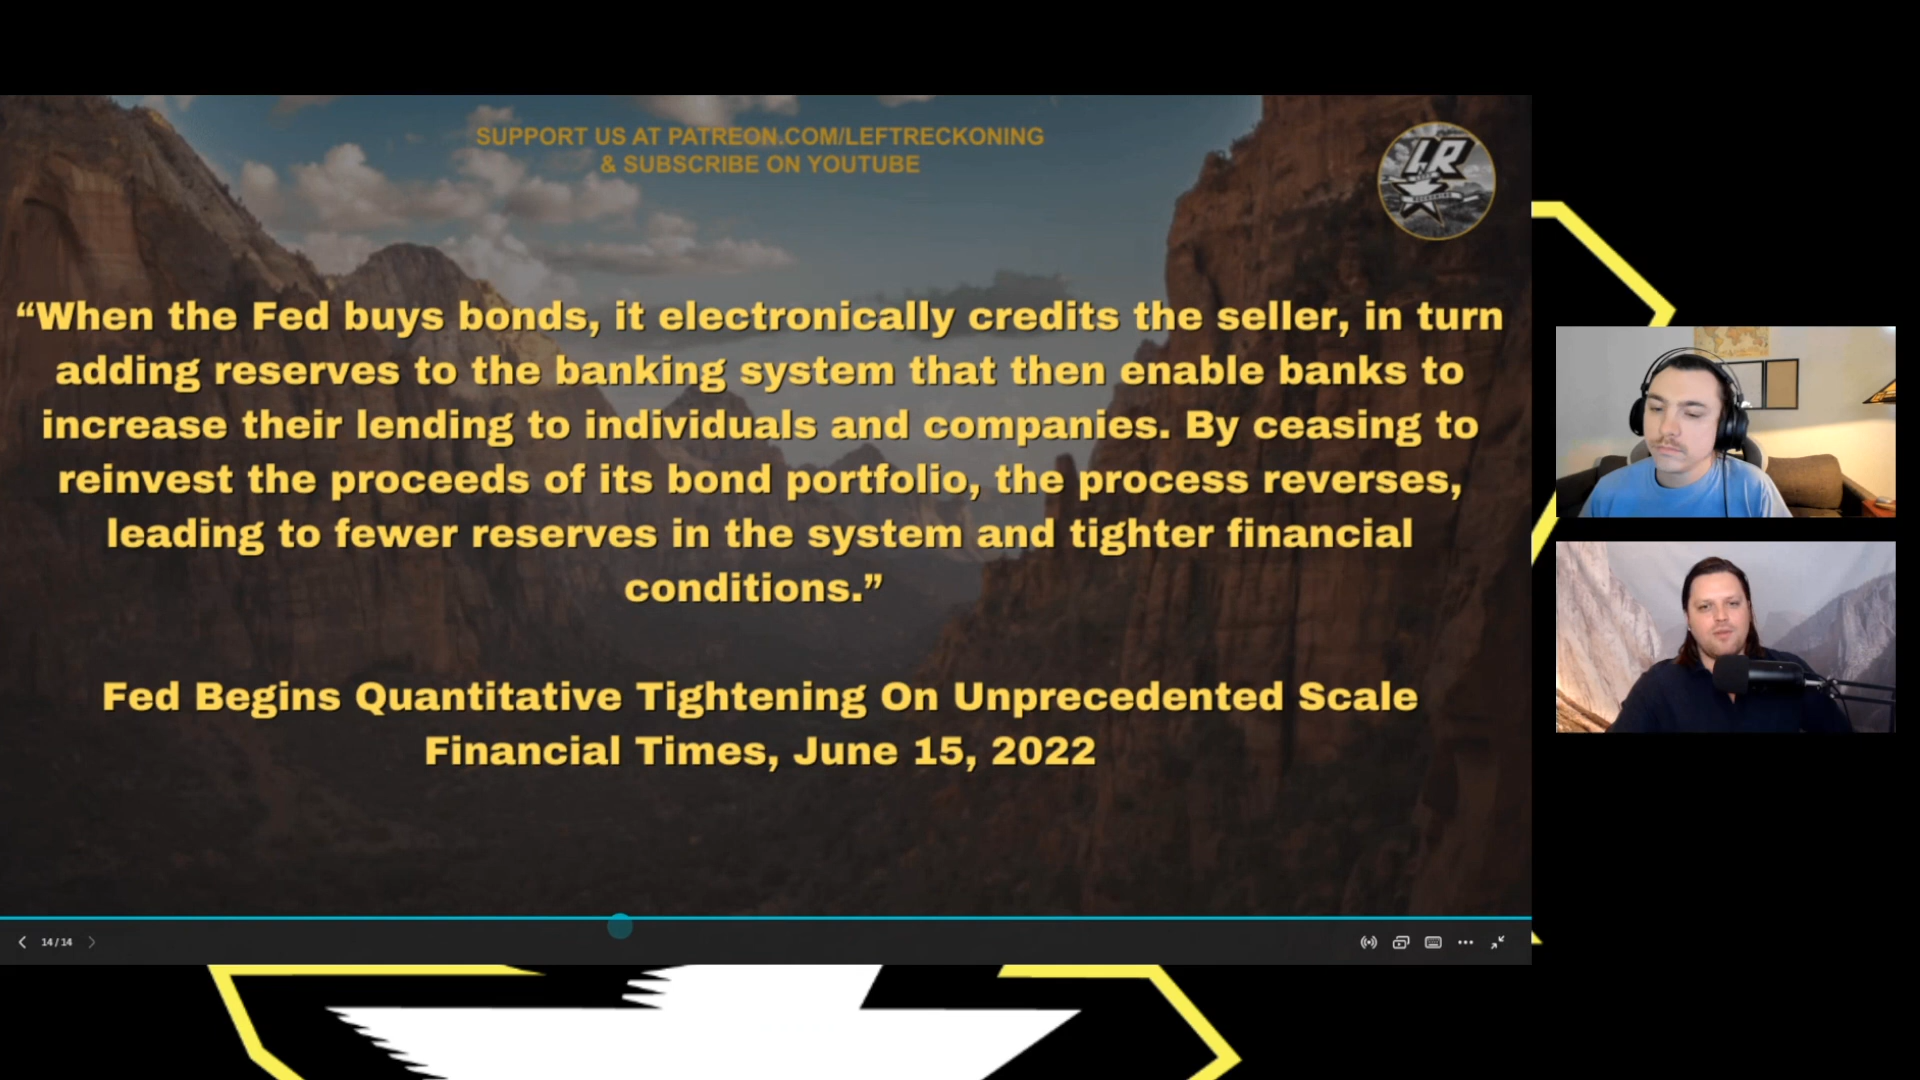 SUPPORT US AT PATREON.COM/LEFTRECKONING
& SUBSCRIBE ON YOUTUBE
LR
“When the Fed buys bonds, it electronically credits the seller, in turn
adding reserves to the banking system that then enable banks to
increase their lending to individuals and companies. By ceasing to
reinvest the proceeds of its bond portfolio, the process reverses,
leading to fewer reserves in the system and tighter financial
conditions.”
Fed Begins Quantitative Tightening On Unprecedented Scale
Financial Times, June 15, 2022
14/14